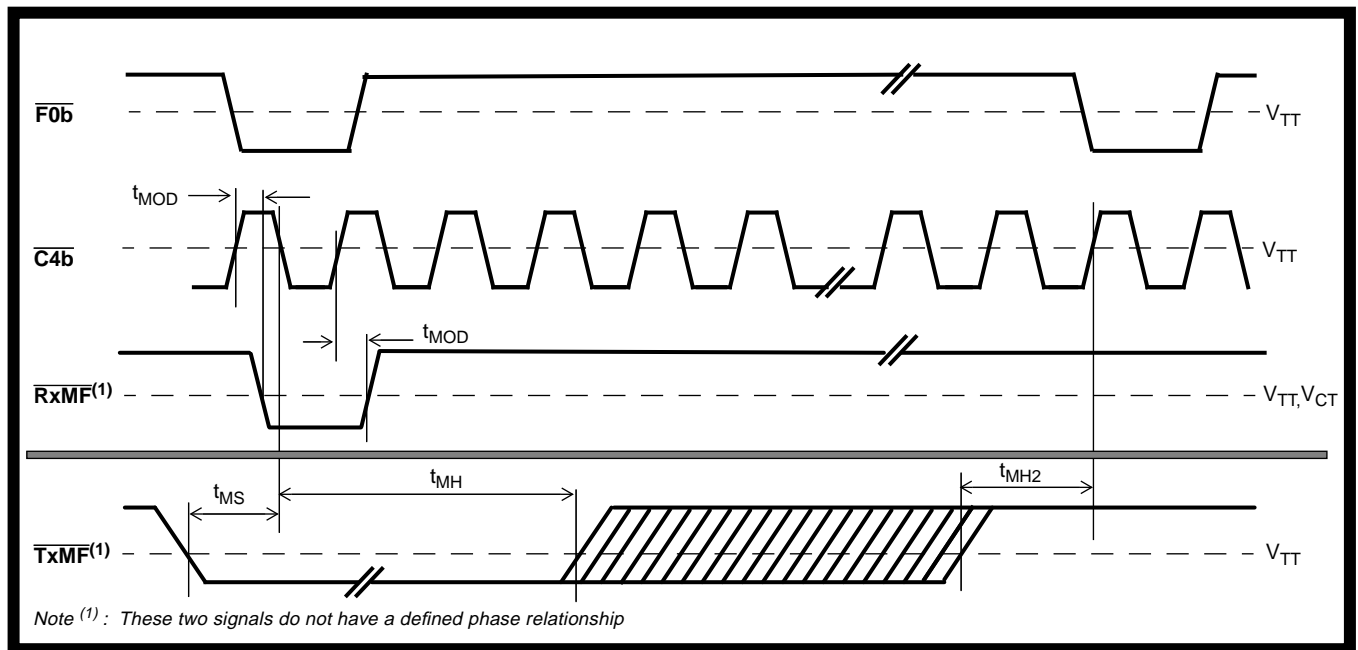 F0b
V_TT
t_MOD
C4b
V_TT
t_MOD
RxMF(1)
V_TT,V_CT
t_MS
t_MH
t_MH2
TxMF(1)
V_TT
Note (1) : These two signals do not have a defined phase relationship